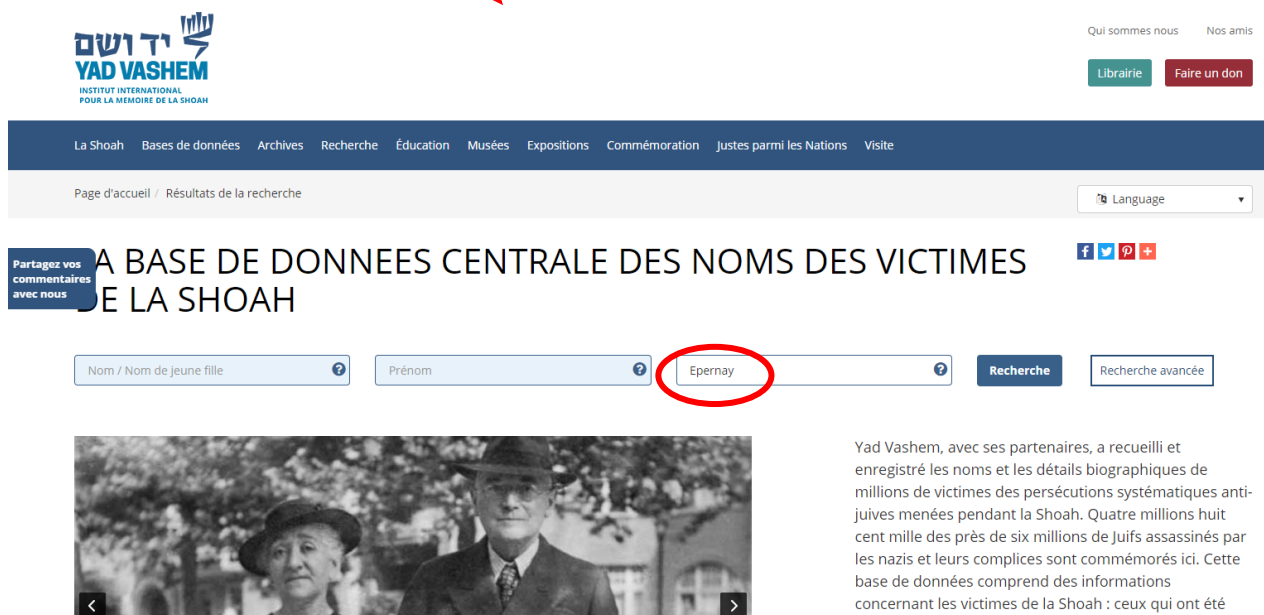 יד ושם
YAD VASHEM
INSTITUT INTERNATIONAL
POUR LA MEMOIRE DE LA SHOAH
Qui sommes nous Nos amis
Librairie Faire un don
La Shoah Bases de données Archives Recherche Éducation Musées Expositions Commémoration Justes parmi les Nations Visite
Page d'accueil / Résultats de la recherche
Language
Partagez vos
commentaires
avec nous
A BASE DE DONNEES CENTRALE DES NOMS DES VICTIMES
DE LA SHOAH
Nom / Nom de jeune fille ? Prénom ? Epernay ? Recherche Recherche avancée
Yad Vashem, avec ses partenaires, a recueilli et
enregistré les noms et les détails biographiques de
millions de victimes des persécutions systématiques anti-
juives menées pendant la Shoah. Quatre millions huit
cent mille des près de six millions de Juifs assassinés par
les nazis et leurs complices sont commémorés ici. Cette
base de données comprend des informations
concernant les victimes de la Shoah : ceux qui ont été